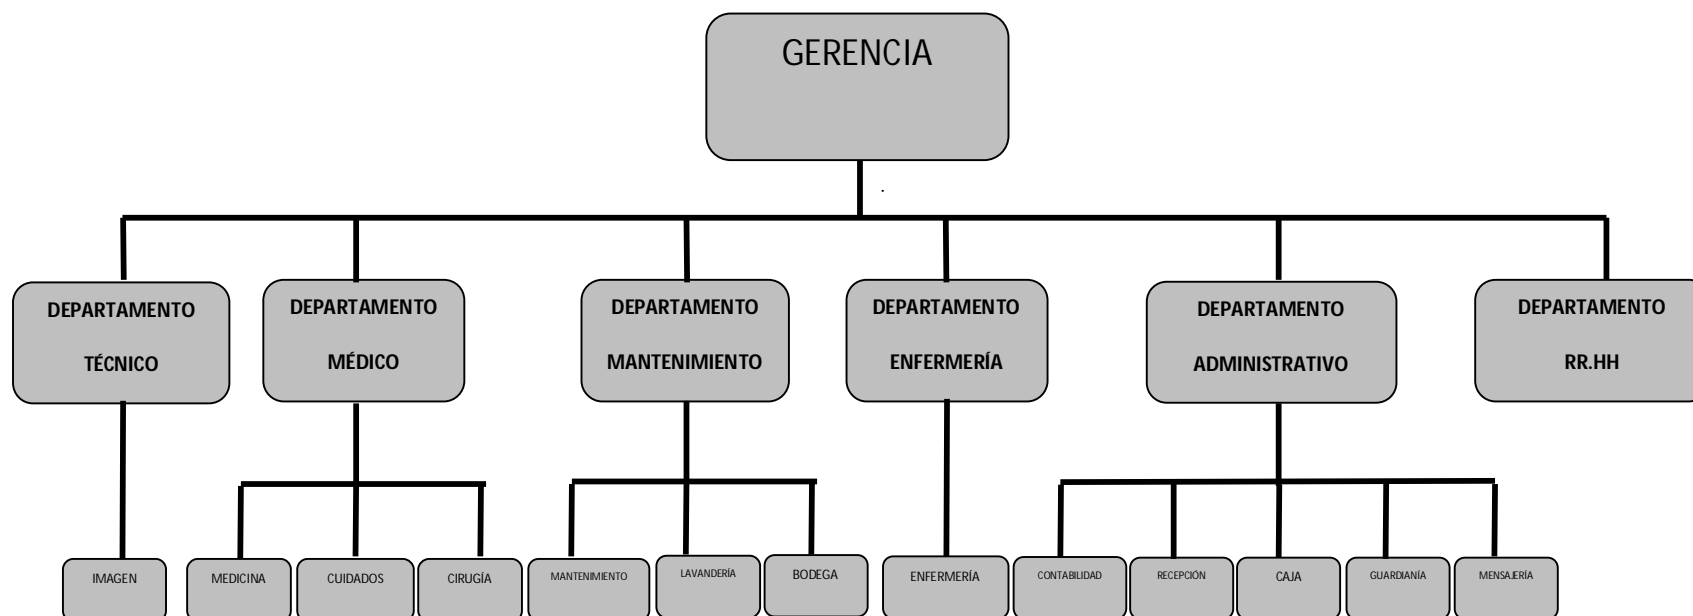 GERENCIA
.
DEPARTAMENTO
TÉCNICO
DEPARTAMENTO
MÉDICO
DEPARTAMENTO
MANTENIMIENTO
DEPARTAMENTO
ENFERMERÍA
DEPARTAMENTO
ADMINISTRATIVO
DEPARTAMENTO
RR.HH
IMAGEN
MEDICINA
CUIDADOS
CIRUGÍA
MANTENIMIENTO
LAVANDERÍA
BODEGA
ENFERMERÍA
CONTABILIDAD
RECEPCIÓN
CAJA
GUARDIANÍA
MENSAJERÍA